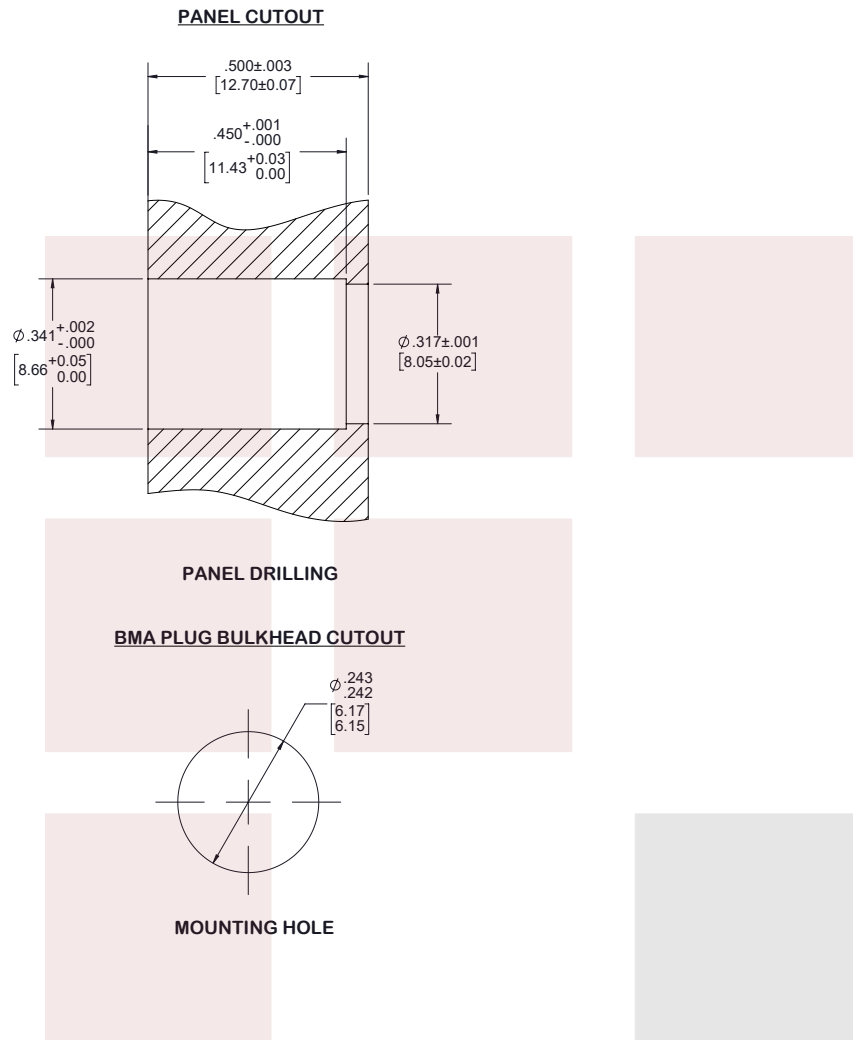 PANEL CUTOUT
.500±.003
[12.70±0.07]
.450 +.001
-.000
[11.43 +0.03
0.00]
Ø.341 +.002
-.000
[8.66 +0.05
0.00]
Ø.317±.001
[8.05±0.02]
PANEL DRILLING
BMA PLUG BULKHEAD CUTOUT
Ø.243
.242
[6.17
6.15]
MOUNTING HOLE